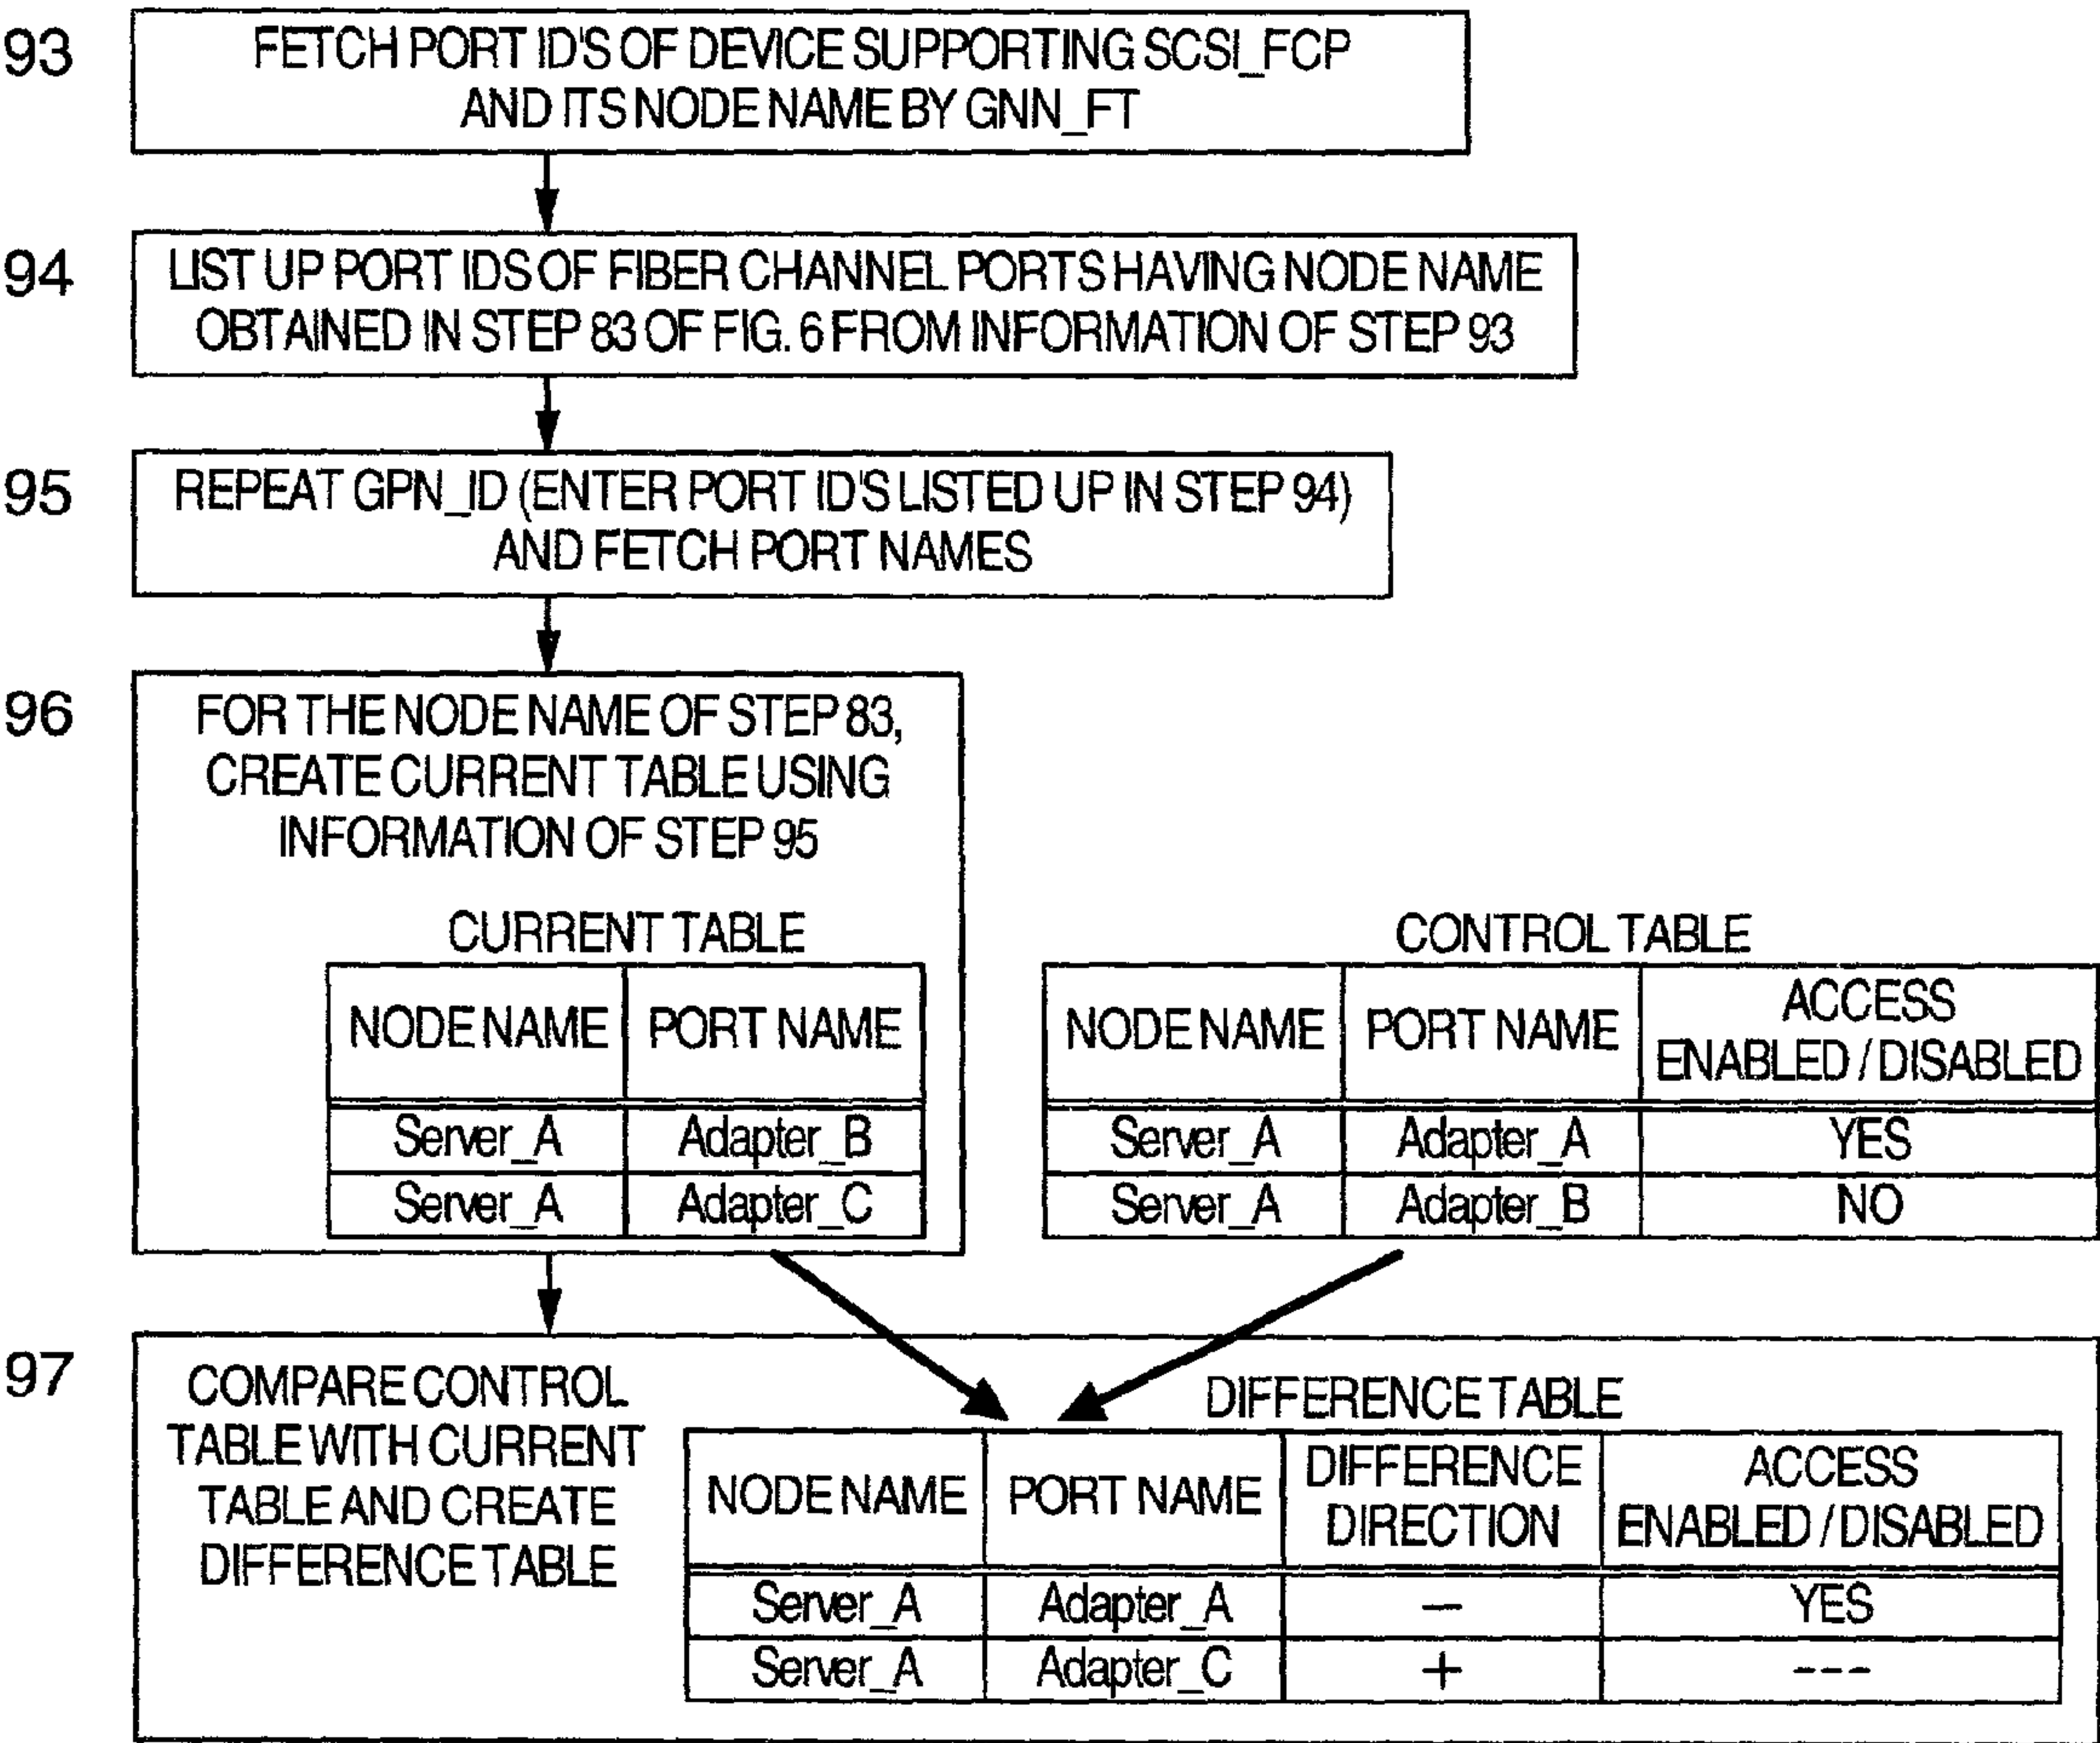 93
FETCH PORT ID'S OF DEVICE SUPPORTING SCSI_FCP
AND ITS NODE NAME BY GNN_FT
94
LIST UP PORT IDS OF FIBER CHANNEL PORTS HAVING NODE NAME
OBTAINED IN STEP 83 OF FIG. 6 FROM INFORMATION OF STEP 93
95
REPEAT GPN_ID (ENTER PORT ID'S LISTED UP IN STEP 94)
AND FETCH PORT NAMES
96
FOR THE NODE NAME OF STEP 83,
CREATE CURRENT TABLE USING
INFORMATION OF STEP 95
CURRENT TABLE
NODE NAME PORT NAME
Server_A Adapter_B
Server_A Adapter_C
CONTROL TABLE
NODE NAME PORT NAME ACCESS
ENABLED / DISABLED
Server_A Adapter_A YES
Server_A Adapter_B NO
97
COMPARE CONTROL
TABLE WITH CURRENT
TABLE AND CREATE
DIFFERENCE TABLE
DIFFERENCE TABLE
NODE NAME PORT NAME DIFFERENCE
DIRECTION ACCESS
ENABLED / DISABLED
Server_A Adapter_A – YES
Server_A Adapter_C + ---